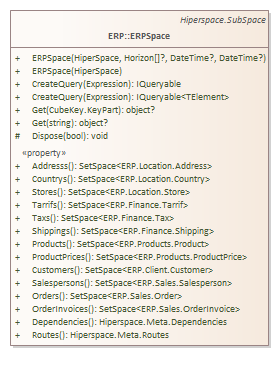 Hiperspace.SubSpace
ERP::ERPSpace
+ ERPSpace(HiperSpace, Horizon[]?, DateTime?, DateTime?)
+ ERPSpace(HiperSpace)
+ CreateQuery(Expression): IQueryable
+ CreateQuery(Expression): IQueryable<TElement>
+ Get(CubeKey.KeyPart): object?
+ Get(string): object?
# Dispose(bool): void
«property»
+ Addresss(): SetSpace<ERP.Location.Address>
+ Countrys(): SetSpace<ERP.Location.Country>
+ Stores(): SetSpace<ERP.Location.Store>
+ Tarrifs(): SetSpace<ERP.Finance.Tarrif>
+ Taxs(): SetSpace<ERP.Finance.Tax>
+ Shippings(): SetSpace<ERP.Finance.Shipping>
+ Products(): SetSpace<ERP.Products.Product>
+ ProductPrices(): SetSpace<ERP.Products.ProductPrice>
+ Customers(): SetSpace<ERP.Client.Customer>
+ Salespersons(): SetSpace<ERP.Sales.Salesperson>
+ Orders(): SetSpace<ERP.Sales.Order>
+ OrderInvoices(): SetSpace<ERP.Sales.OrderInvoice>
+ Dependencies(): Hiperspace.Meta.Dependencies
+ Routes(): Hiperspace.Meta.Routes